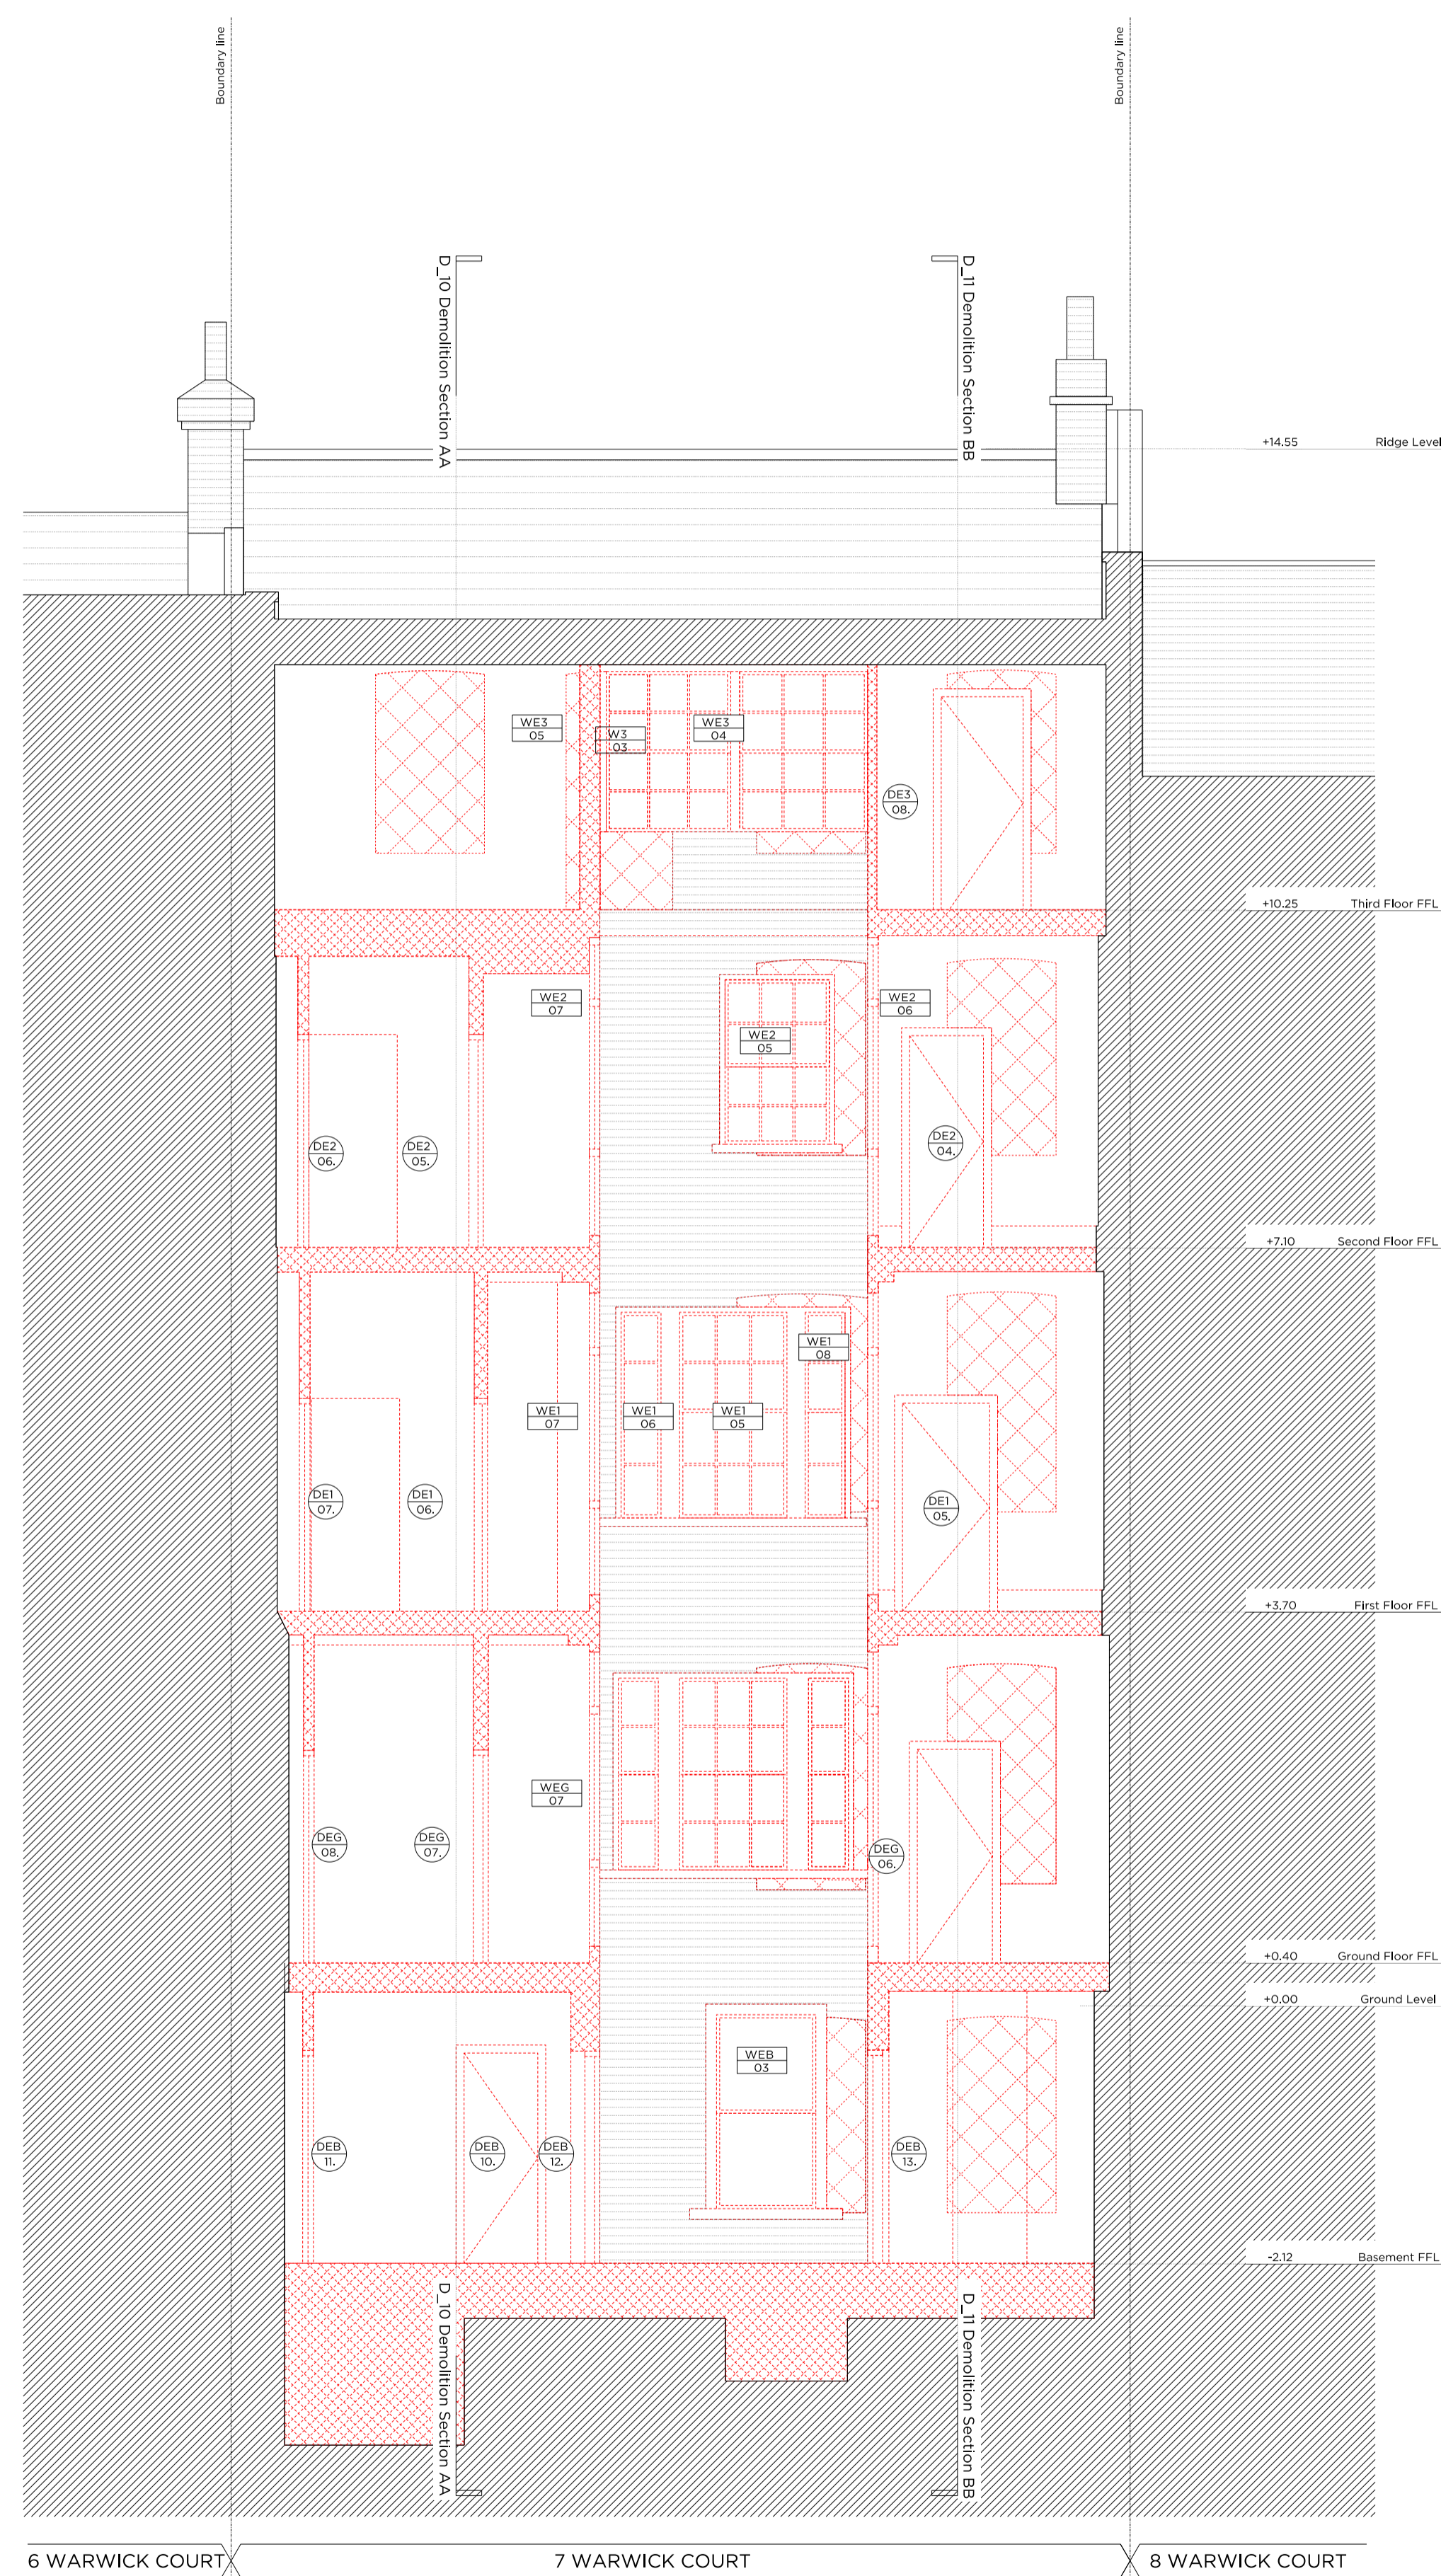 Boundary line
Boundary line
D_10 Demolition Section AA
D_11 Demolition Section BB
+14.55 Ridge Level
WE3
05
W3
03
WE3
04
DE3
08.
+10.25 Third Floor FFL
WE2
07
WE2
06
WE2
05
DE2
06.
DE2
05.
DE2
04.
+7.10 Second Floor FFL
WE1
08
WE1
07
WE1
06
WE1
05
DE1
07.
DE1
06.
DE1
05.
+3.70 First Floor FFL
WEG
07
DEG
08.
DEG
07.
DEG
06.
+0.40 Ground Floor FFL
+0.00 Ground Level
WEB
03
DEB
11.
DEB
10.
DEB
12.
DEB
13.
-2.12 Basement FFL
D_10 Demolition Section AA
D_11 Demolition Section BB
6 WARWICK COURT
7 WARWICK COURT
8 WARWICK COURT